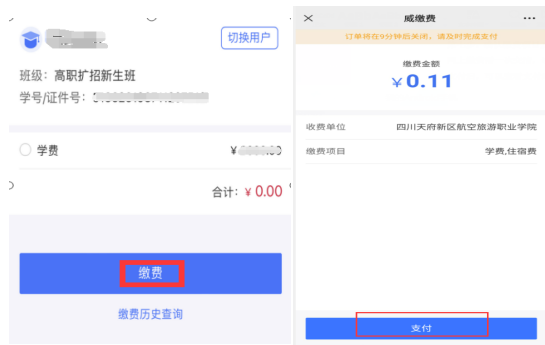 切换用户
班级：高职扩招新生班
学号/证件号：
学费 ¥
合计：¥ 0.00
缴费
缴费历史查询
威缴费
订单将在9分钟后关闭，请及时完成支付
缴费金额
¥0.11
收费单位 四川天府新区航空旅游职业学院
缴费项目 学费,住宿费
支付